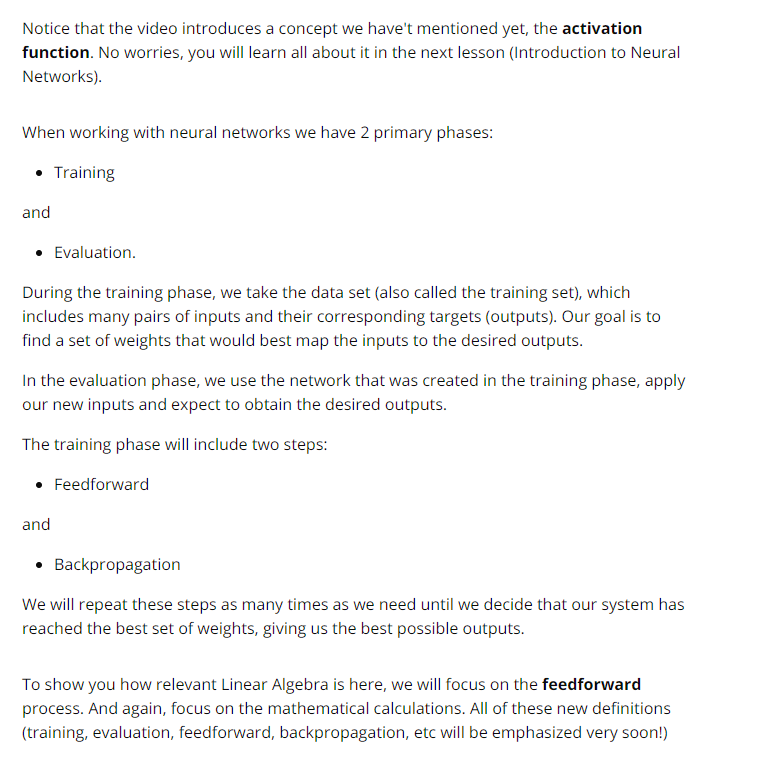 Notice that the video introduces a concept we have't mentioned yet, the activation
function. No worries, you will learn all about it in the next lesson (Introduction to Neural
Networks).
When working with neural networks we have 2 primary phases:
• Training
and
• Evaluation.
During the training phase, we take the data set (also called the training set), which
includes many pairs of inputs and their corresponding targets (outputs). Our goal is to
find a set of weights that would best map the inputs to the desired outputs.
In the evaluation phase, we use the network that was created in the training phase, apply
our new inputs and expect to obtain the desired outputs.
The training phase will include two steps:
• Feedforward
and
• Backpropagation
We will repeat these steps as many times as we need until we decide that our system has
reached the best set of weights, giving us the best possible outputs.
To show you how relevant Linear Algebra is here, we will focus on the feedforward
process. And again, focus on the mathematical calculations. All of these new definitions
(training, evaluation, feedforward, backpropagation, etc will be emphasized very soon!)